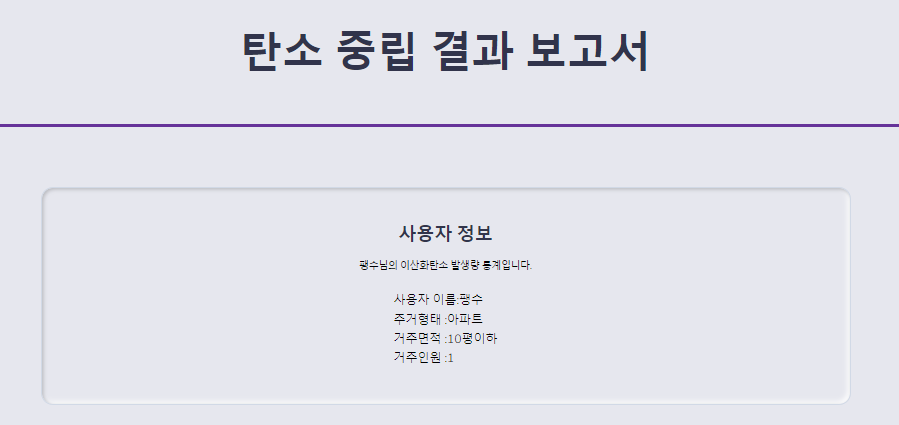 탄소 중립 결과 보고서
사용자 정보
팽수님의 이산화탄소 발생량 통계입니다.
사용자 이름:팽수
주거형태 :아파트
거주면적 :10평이하
거주인원 :1